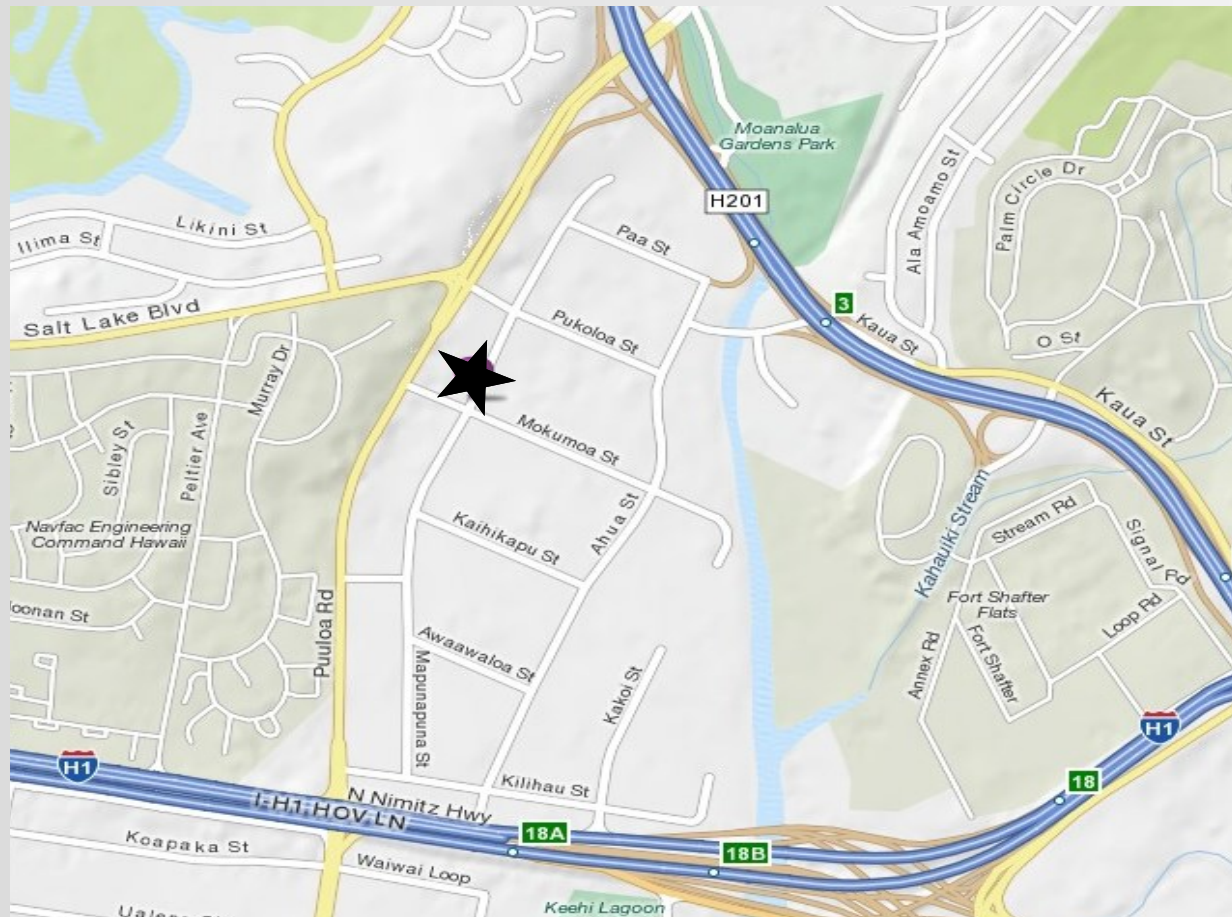 Moanalua
Gardens Park
H201
Palm Circle Dr
Ala Amoamo St
Likini St
Ilima St
Paa St
Salt Lake Blvd
3
Kaua St
Pukoloa St
O St
Murray Dr
Kaua St
Sibley St
Peltier Ave
Mokumoa St
Navfac Engineering
Command Hawaii
Kaihikapu St
Ahua St
Kahauiki Stream
Stream Rd
Signal Rd
Fort Shafter
Flats
Loop Rd
Fort Shafter
Annex Rd
Puuloa Rd
Awaawaloa St
Mapunapuna St
Kakoi St
H1
H1
Kilihau St
N Nimitz Hwy
I-H1 HOV LN
18
18A
18B
Koapaka St
Waiwai Loop
Keehi Lagoon